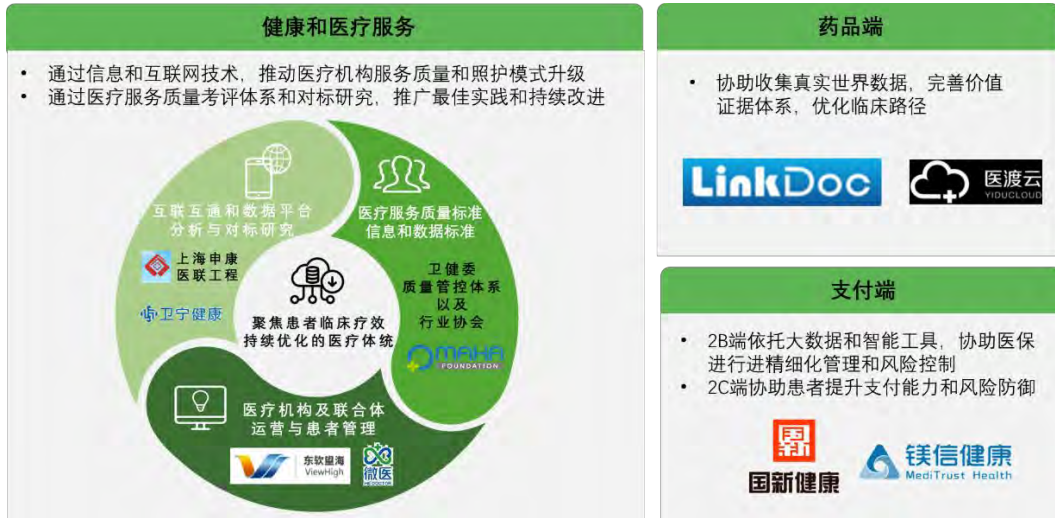 健康和医疗服务
• 通过信息和互联网技术，推动医疗机构服务质量和照护模式升级
• 通过医疗服务质量考评体系和对标研究，推广最佳实践和持续改进
互联互通和数据平台
分析与对标研究
上海申康
医联工程
卫宁健康
医疗服务质量标准
信息和数据标准
卫健委
质量管控体系
以及
行业协会
OMAHA
FOUNDATION
聚焦患者临床疗效
持续优化的医疗体统
医疗机构及联合体
运营与患者管理
东软望海
ViewHigh
微医
WEDOCTOR
药品端
• 协助收集真实世界数据，完善价值
证据体系，优化临床路径
LinkDoc
医渡云
YIDUCLOUD
支付端
• 2B端依托大数据和智能工具，协助医保
进行进精细化管理和风险控制
• 2C端协助患者提升支付能力和风险防御
国新
国新健康
镁信健康
MediTrust Health